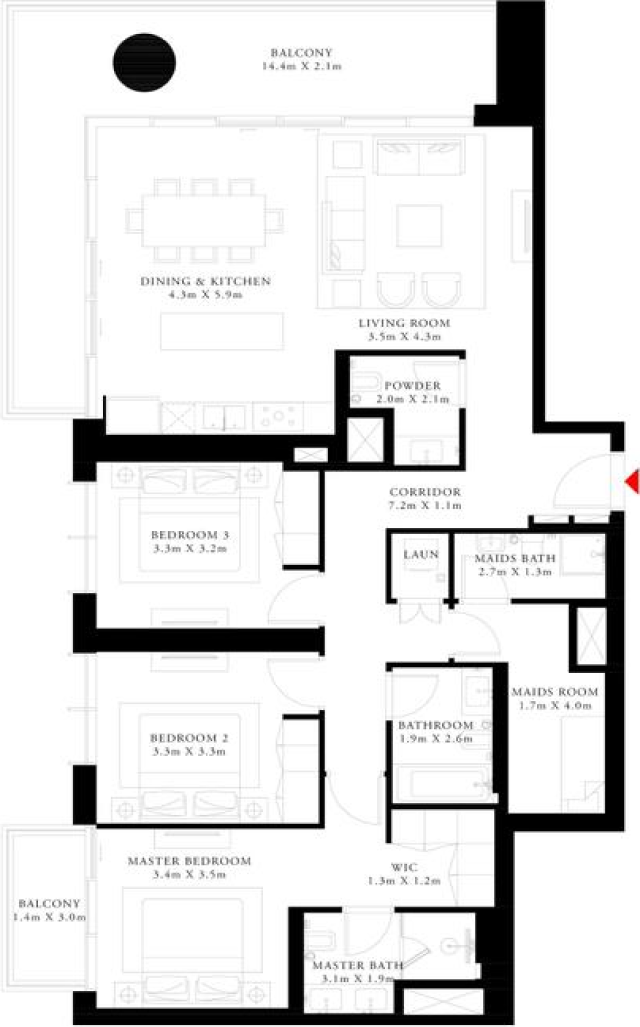 BALCONY
14.4m X 2.1m
DINING & KITCHEN
4.3m X 5.9m
LIVING ROOM
3.5m X 4.3m
POWDER
2.0m X 2.1m
CORRIDOR
7.2m X 1.1m
BEDROOM 3
3.3m X 3.2m
LAUN
MAIDS BATH
2.7m X 1.3m
MAIDS ROOM
1.7m X 4.0m
BATHROOM
1.9m X 2.6m
BEDROOM 2
3.3m X 3.3m
MASTER BEDROOM
3.4m X 3.5m
WIC
1.3m X 1.2m
BALCONY
1.4m X 3.0m
MASTER BATH
3.1m X 1.9m